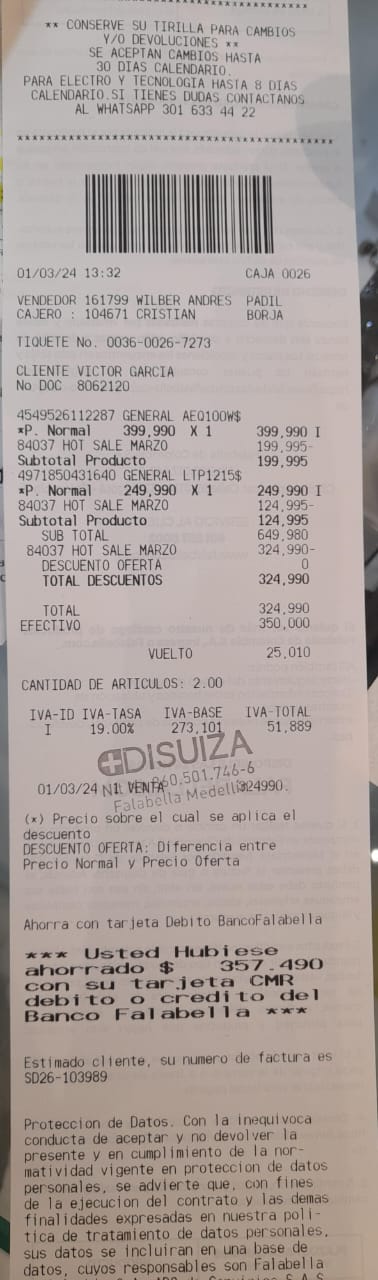 ** CONSERVE SU TIRILLA PARA CAMBIOS
Y/O DEVOLUCIONES **
SE ACEPTAN CAMBIOS HASTA
30 DIAS CALENDARIO.
PARA ELECTRO Y TECNOLOGIA HASTA 8 DIAS
CALENDARIO.SI TIENES DUDAS CONTACTANOS
AL WHATSAPP 301 633 44 22
****************************************
01/03/24 13:32 CAJA 0026
VENDEDOR 161799 WILBER ANDRES PADIL
CAJERO : 104671 CRISTIAN BORJA
TIQUETE No. 0036-0026-7273
CLIENTE VICTOR GARCIA
No DOC 8062120
4549526112287 GENERAL AEQ100W$
*P. Normal 399,990 X 1 399,990 I
84037 HOT SALE MARZO 199,995-
Subtotal Producto 199,995
4971850431640 GENERAL LTP1215$
*P. Normal 249,990 X 1 249,990 I
84037 HOT SALE MARZO 124,995-
Subtotal Producto 124,995
SUB TOTAL 649,980
84037 HOT SALE MARZO 324,990-
DESCUENTO OFERTA 0
TOTAL DESCUENTOS 324,990
TOTAL 324,990
EFECTIVO 350,000
VUELTO 25,010
CANTIDAD DE ARTICULOS: 2.00
IVA-ID IVA-TASA IVA-BASE IVA-TOTAL
I 19.00% 273,101 51,889
DISUIZA
01/03/24 1 VENTA 324990.
60.501.746-6
Falabella Medellin
(*) Precio sobre el cual se aplica el
descuento
DESCUENTO OFERTA: Diferencia entre
Precio Normal y Precio Oferta
Ahorra con tarjeta Debito BancoFalabella
*** Usted Hubiese
ahorrado $ 357.490
con su tarjeta CMR
debito o credito del
Banco Falabella ***
Estimado cliente, su numero de factura es
SD26-103989
Proteccion de Datos. Con la inequivoca
conducta de aceptar y no devolver la
presente y en cumplimiento de la nor-
matividad vigente en proteccion de datos
personales, se advierte que, con fines
de la ejecucion del contrato y las demas
finalidades expresadas en nuestra poli-
tica de tratamiento de datos personales,
sus datos se incluiran en una base de
datos, cuyos responsables son Falabella